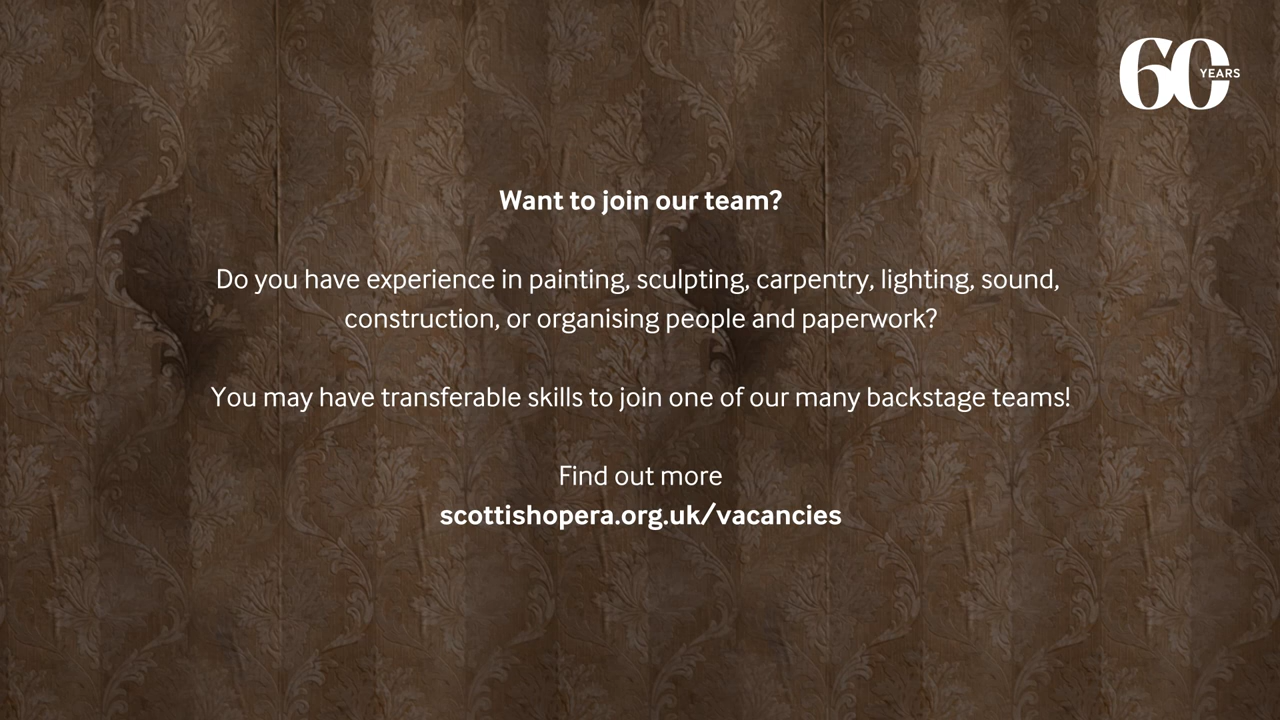 60 YEARS
Want to join our team?
Do you have experience in painting, sculpting, carpentry, lighting, sound,
construction, or organising people and paperwork?
You may have transferable skills to join one of our many backstage teams!
Find out more
scottishopera.org.uk/vacancies